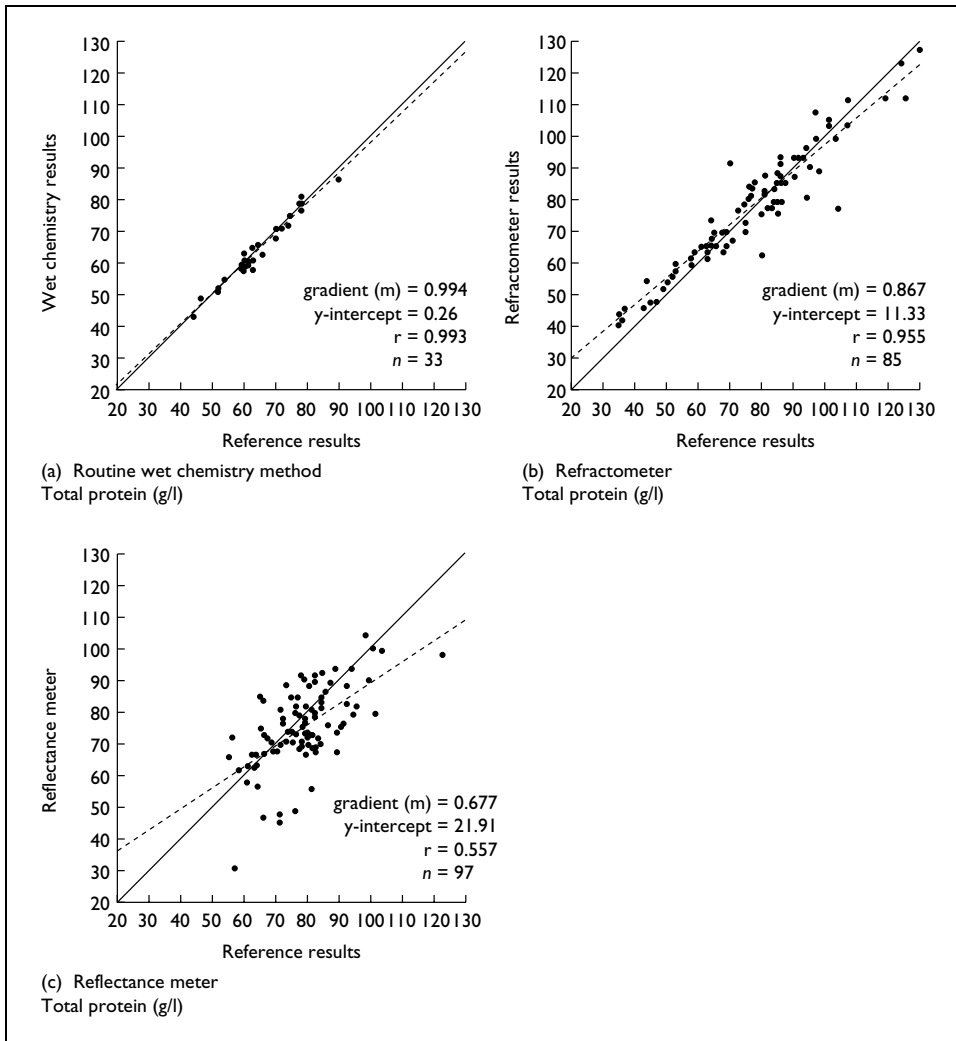 130
120
110
100
90
80
70
60
50
40
30
20
Wet chemistry results
gradient (m) = 0.994
y-intercept = 0.26
r = 0.993
n = 33
20 30 40 50 60 70 80 90 100 110 120 130
Reference results
(a) Routine wet chemistry method
Total protein (g/l)
130
120
110
100
90
80
70
60
50
40
30
20
Refractometer results
gradient (m) = 0.867
y-intercept = 11.33
r = 0.955
n = 85
20 30 40 50 60 70 80 90 100 110 120 130
Reference results
(b) Refractometer
Total protein (g/l)
130
120
110
100
90
80
70
60
50
40
30
20
Reflectance meter
gradient (m) = 0.677
y-intercept = 21.91
r = 0.557
n = 97
20 30 40 50 60 70 80 90 100 110 120 130
Reference results
(c) Reflectance meter
Total protein (g/l)